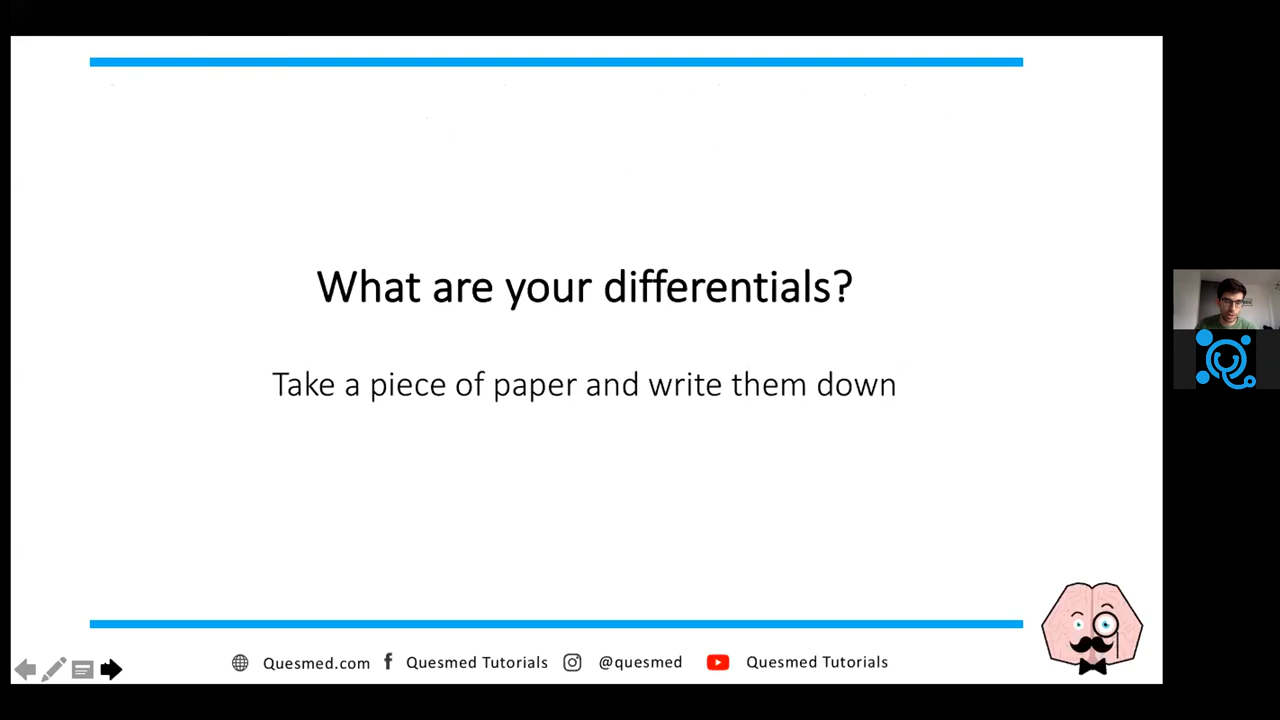 What are your differentials?
Take a piece of paper and write them down
Quesmed.com Quesmed Tutorials @quesmed Quesmed Tutorials